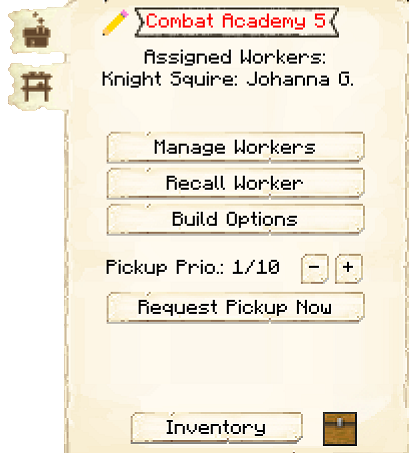 Combat Academy 5
Assigned Workers:
Knight Squire: Johanna G.
Manage Workers
Recall Worker
Build Options
Pickup Prio.: 1/10 - +
Request Pickup Now
Inventory